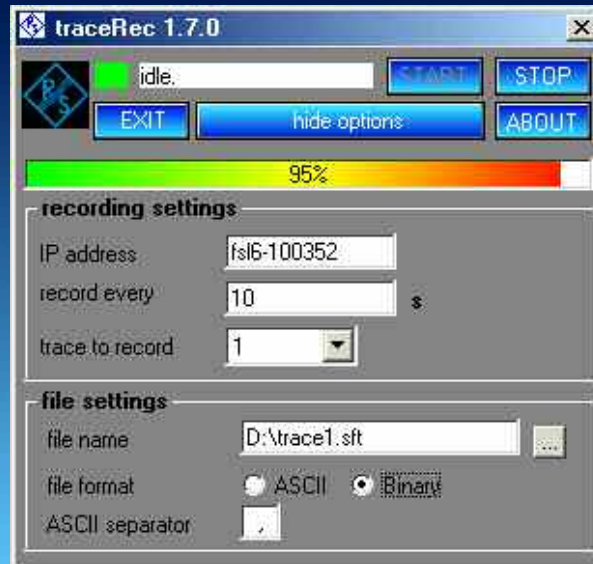 traceRec 1.7.0
idle.
START
STOP
EXIT
hide options
ABOUT
95%
recording settings
IP address
fsl6-100352
record every
10
s
trace to record
1
file settings
file name
D:\trace1.sft
...
file format
ASCII
Binary
ASCII separator
,